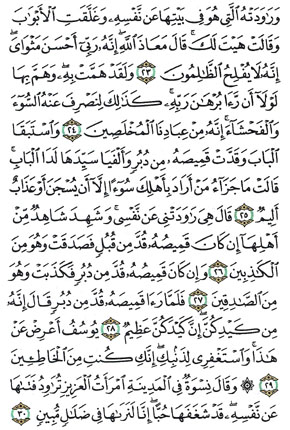 وَرَٰوَدَتْهُ ٱلَّتِى هُوَ فِى بَيْتِهَا عَن نَّفْسِهِۦ وَغَلَّقَتِ ٱلْأَبْوَٰبَ
وَقَالَتْ هَيْتَ لَكَ ۚ قَالَ مَعَاذَ ٱللَّهِ ۖ إِنَّهُۥ رَبِّىٓ أَحْسَنَ مَثْوَاىَ ۖ
إِنَّهُۥ لَا يُفْلِحُ ٱلظَّٰلِمُونَ ٢٣ وَلَقَدْ هَمَّتْ بِهِۦ ۖ وَهَمَّ بِهَا
لَوْلَآ أَن رَّءَا بُرْهَٰنَ رَبِّهِۦ ۚ كَذَٰلِكَ لِنَصْرِفَ عَنْهُ ٱلسُّوٓءَ
وَٱلْفَحْشَآءَ ۚ إِنَّهُۥ مِنْ عِبَادِنَا ٱلْمُخْلَصِينَ ٢٤ وَٱسْتَبَقَا
ٱلْبَابَ وَقَدَّتْ قَمِيصَهُۥ مِن دُبُرٍ وَأَلْفَيَا سَيِّدَهَا لَدَا ٱلْبَابِ ۚ
قَالَتْ مَا جَزَآءُ مَنْ أَرَادَ بِأَهْلِكَ سُوٓءًا إِلَّآ أَن يُسْجَنَ أَوْ عَذَابٌ
أَلِيمٌ ٢٥ قَالَ هِىَ رَٰوَدَتْنِى عَن نَّفْسِى ۚ وَشَهِدَ شَاهِدٌ مِّنْ
أَهْلِهَآ إِن كَانَ قَمِيصُهُۥ قُدَّ مِن قُبُلٍ فَصَدَقَتْ وَهُوَ مِنَ
ٱلْكَٰذِبِينَ ٢٦ وَإِن كَانَ قَمِيصُهُۥ قُدَّ مِن دُبُرٍ فَكَذَبَتْ وَهُوَ
مِنَ ٱلصَّٰدِقِينَ ٢٧ فَلَمَّا رَءَا قَمِيصَهُۥ قُدَّ مِن دُبُرٍ قَالَ إِنَّهُۥ
مِن كَيْدِكُنَّ ۖ إِنَّ كَيْدَكُنَّ عَظِيمٌ ٢٨ يُوسُفُ أَعْرِضْ عَنْ
هَٰذَا ۚ وَٱسْتَغْفِرِى لِذَنۢبِكِ ۖ إِنَّكِ كُنتِ مِنَ ٱلْخَاطِـِٔينَ
٢٩ ۞ وَقَالَ نِسْوَةٌ فِى ٱلْمَدِينَةِ ٱمْرَأَتُ ٱلْعَزِيزِ تُرَٰوِدُ فَتَىٰهَا
عَن نَّفْسِهِۦ ۖ قَدْ شَغَفَهَا حُبًّا ۖ إِنَّا لَنَرَىٰهَا فِى ضَلَٰلٍ مُّبِينٍ ٣٠